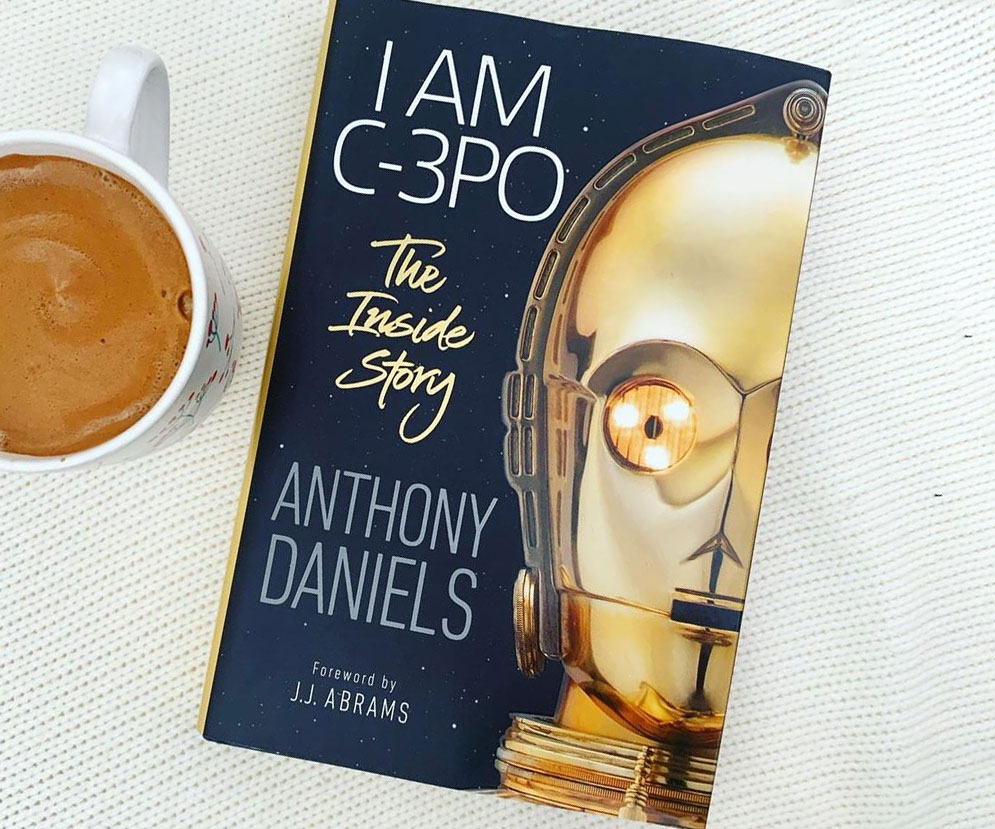 I AM
C-3PO
The
Inside
Story
ANTHONY
DANIELS
Foreword by
J.J. ABRAMS